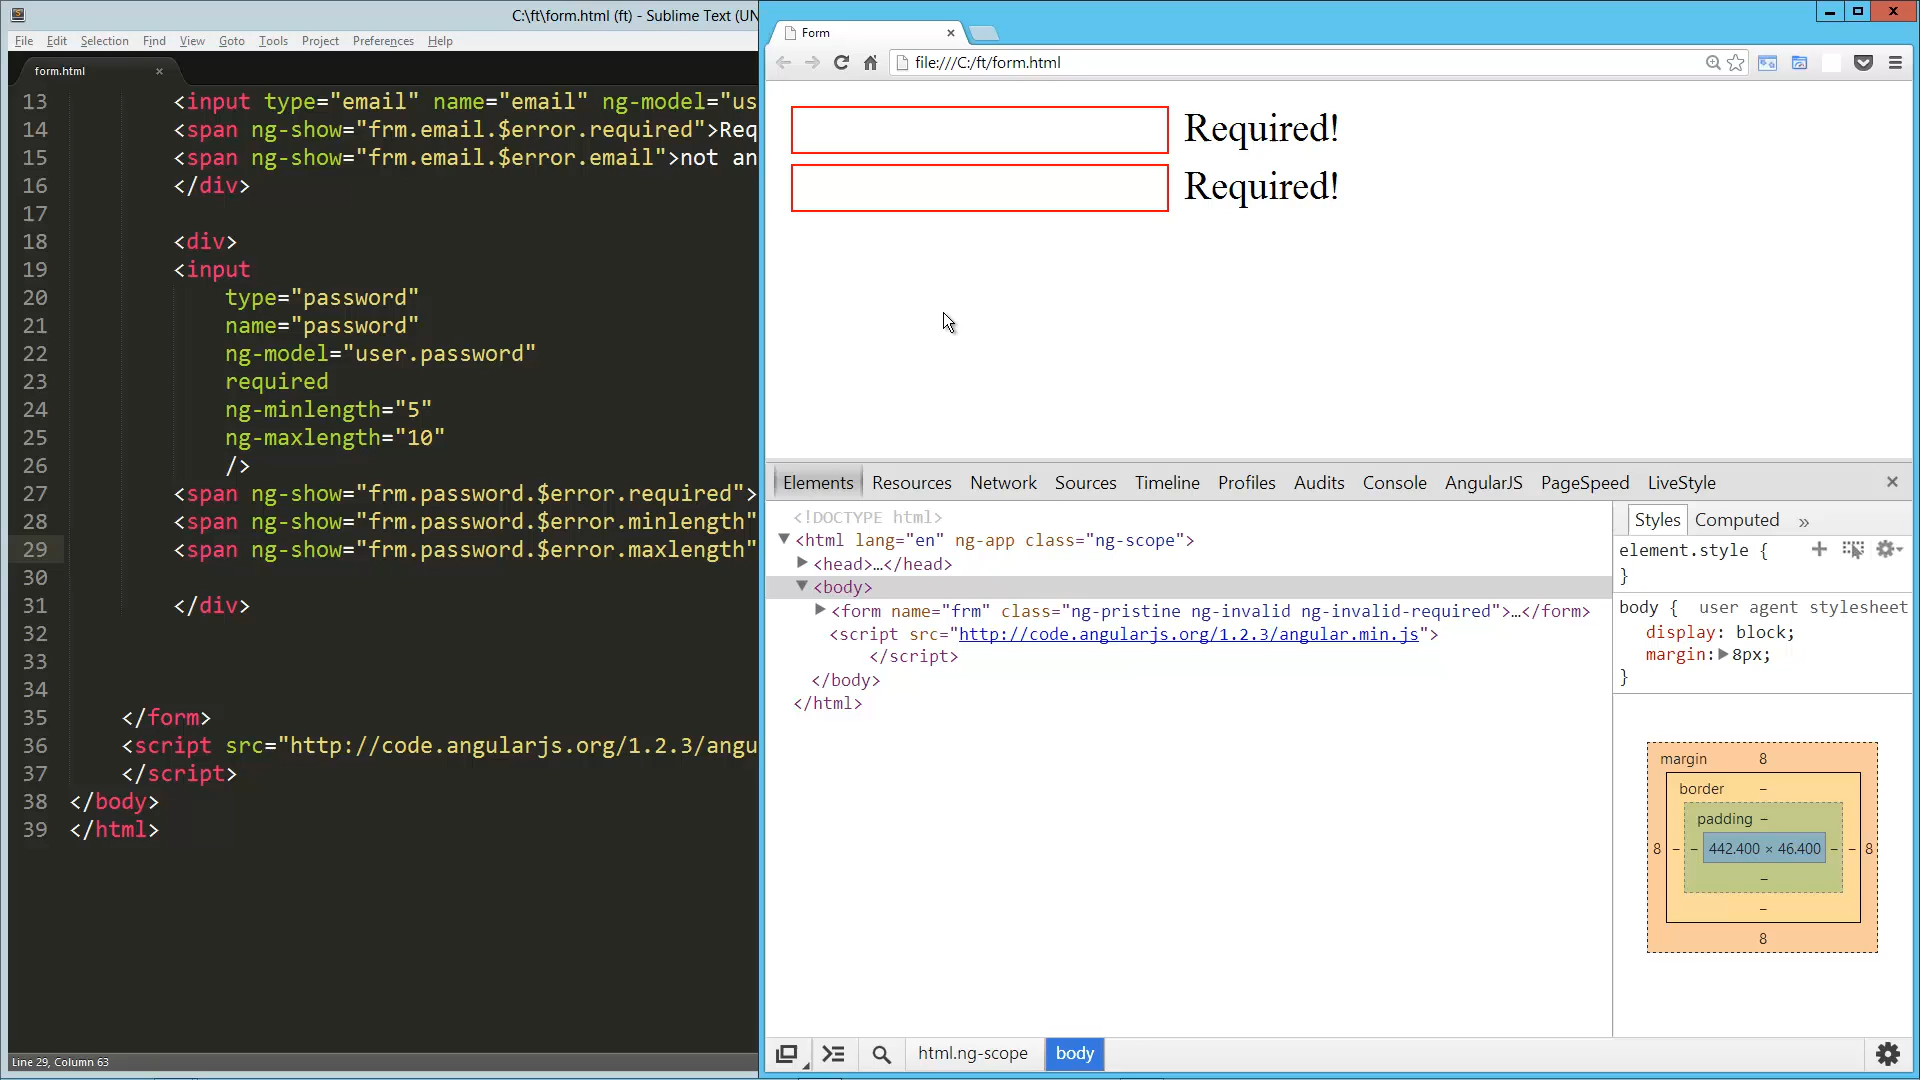 C:\ft\form.html (ft) - Sublime Text (UN
File Edit Selection Find View Goto Tools Project Preferences Help
form.html
13 <input type="email" name="email" ng-model="us
14 <span ng-show="frm.email.$error.required">Req
15 <span ng-show="frm.email.$error.email">not an
16 </div>
17
18 <div>
19 <input
20 type="password"
21 name="password"
22 ng-model="user.password"
23 required
24 ng-minlength="5"
25 ng-maxlength="10"
26 />
27 <span ng-show="frm.password.$error.required">
28 <span ng-show="frm.password.$error.minlength"
29 <span ng-show="frm.password.$error.maxlength"
30
31 </div>
32
33
34
35 </form>
36 <script src="http://code.angularjs.org/1.2.3/angu
37 </script>
38 </body>
39 </html>
Line 29, Column 63
Form
file:///C:/ft/form.html
Required!
Required!
Elements Resources Network Sources Timeline Profiles Audits Console AngularJS PageSpeed LiveStyle
<!DOCTYPE html>
<html lang="en" ng-app class="ng-scope">
<head>…</head>
<body>
<form name="frm" class="ng-pristine ng-invalid ng-invalid-required">…</form>
<script src="http://code.angularjs.org/1.2.3/angular.min.js">
</script>
</body>
</html>
html.ng-scope body
Styles Computed »
element.style {
}
body { user agent stylesheet
display: block;
margin: 8px;
}
margin 8
border –
padding –
8 – – 442.400 × 46.400 – – 8
–
–
8